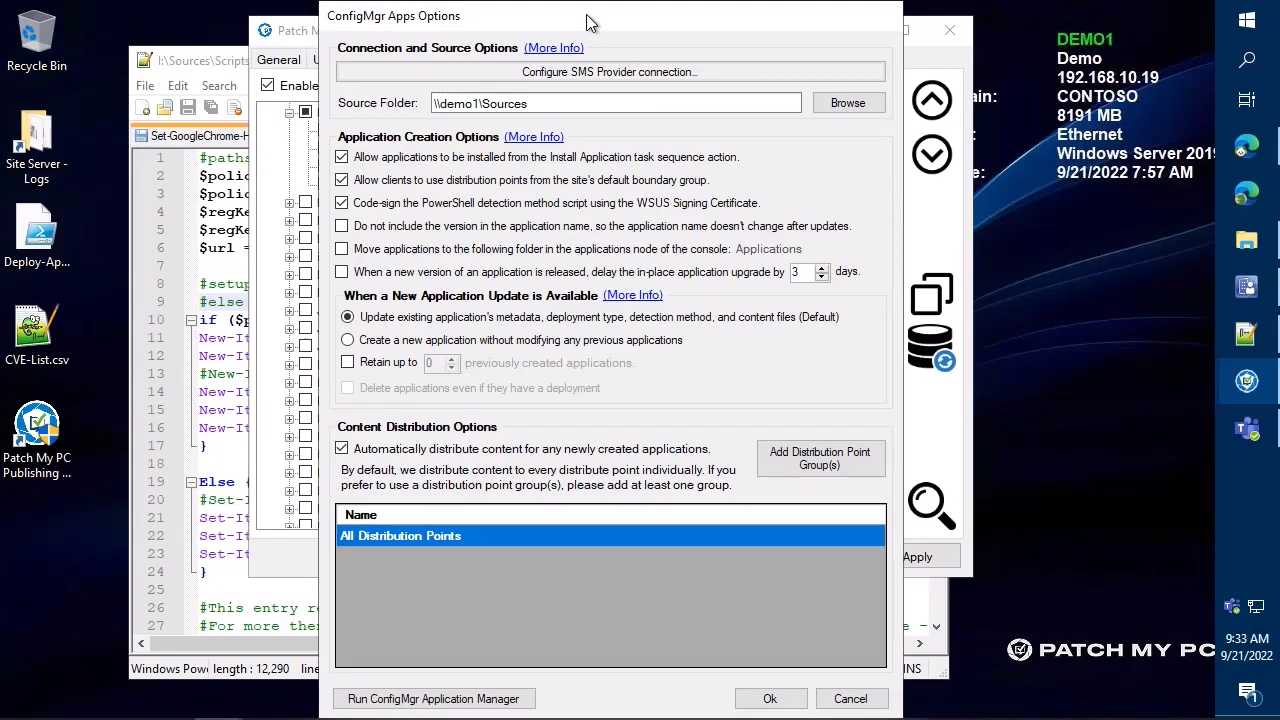 Recycle Bin
Site Server -
Logs
Deploy-Ap...
CVE-List.csv
Patch My PC
Publishing ...
I:\Sources\Scripts
File Edit Search
Set-GoogleChrome-H
1 #paths
2 $polic
3 $polic
4 $regKe
5 $regKe
6 $url =
7
8 #setup
9 #else
10 if ($p
11 New-It
12 New-It
13 #New-I
14 New-It
15 New-It
16 New-It
17 }
18
19 Else {
20 #Set-I
21 Set-It
22 Set-It
23 Set-It
24 }
25
26 #This entry re
27 #For more then
Windows Pow length : 12,290 line
INS
Patch M
General
Enable
Apply
ConfigMgr Apps Options
Connection and Source Options (More Info)
Configure SMS Provider connection...
Source Folder: \\demo1\Sources Browse
Application Creation Options (More Info)
Allow applications to be installed from the Install Application task sequence action.
Allow clients to use distribution points from the site's default boundary group.
Code-sign the PowerShell detection method script using the WSUS Signing Certificate.
Do not include the version in the application name, so the application name doesn't change after updates.
Move applications to the following folder in the applications node of the console: Applications
When a new version of an application is released, delay the in-place application upgrade by 3 days.
When a New Application Update is Available (More Info)
Update existing application's metadata, deployment type, detection method, and content files (Default)
Create a new application without modifying any previous applications
Retain up to 0 previously created applications.
Delete applications even if they have a deployment
Content Distribution Options
Automatically distribute content for any newly created applications.
Add Distribution Point
Group(s)
By default, we distribute content to every distribute point individually. If you
prefer to use a distribution point group(s), please add at least one group.
Name
All Distribution Points
Run ConfigMgr Application Manager Ok Cancel
DEMO1
Demo
192.168.10.19
ain: CONTOSO
8191 MB
Ethernet
Windows Server 2019
e: 9/21/2022 7:57 AM
PATCH MY PC
9:33 AM
9/21/2022
1